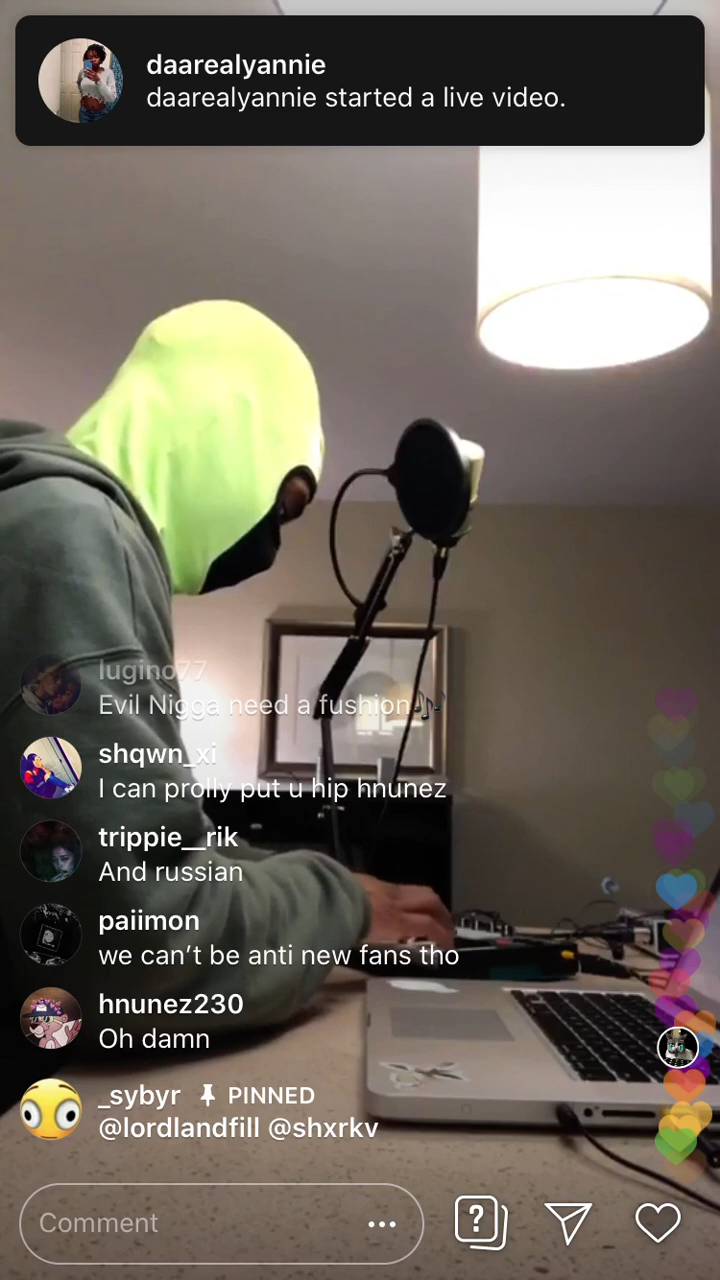 daarealyannie
daarealyannie started a live video.
lugino77
Evil Nigga need a fushion🎶
shqwn_xi
I can prolly put u hip hnunez
trippie__rik
And russian
paiimon
we can’t be anti new fans tho
hnunez230
Oh damn
_sybyr 📌 PINNED
@lordlandfill @shxrkv
Comment